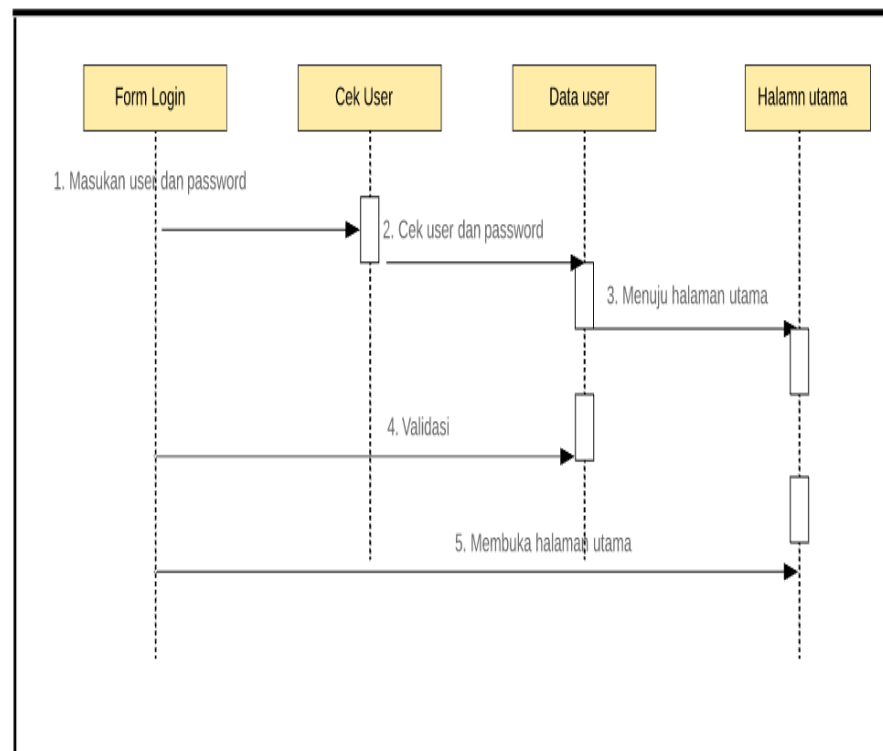 Form Login
Cek User
Data user
Halamn utama
1. Masukan user dan password
2. Cek user dan password
3. Menuju halaman utama
4. Validasi
5. Membuka halaman utama